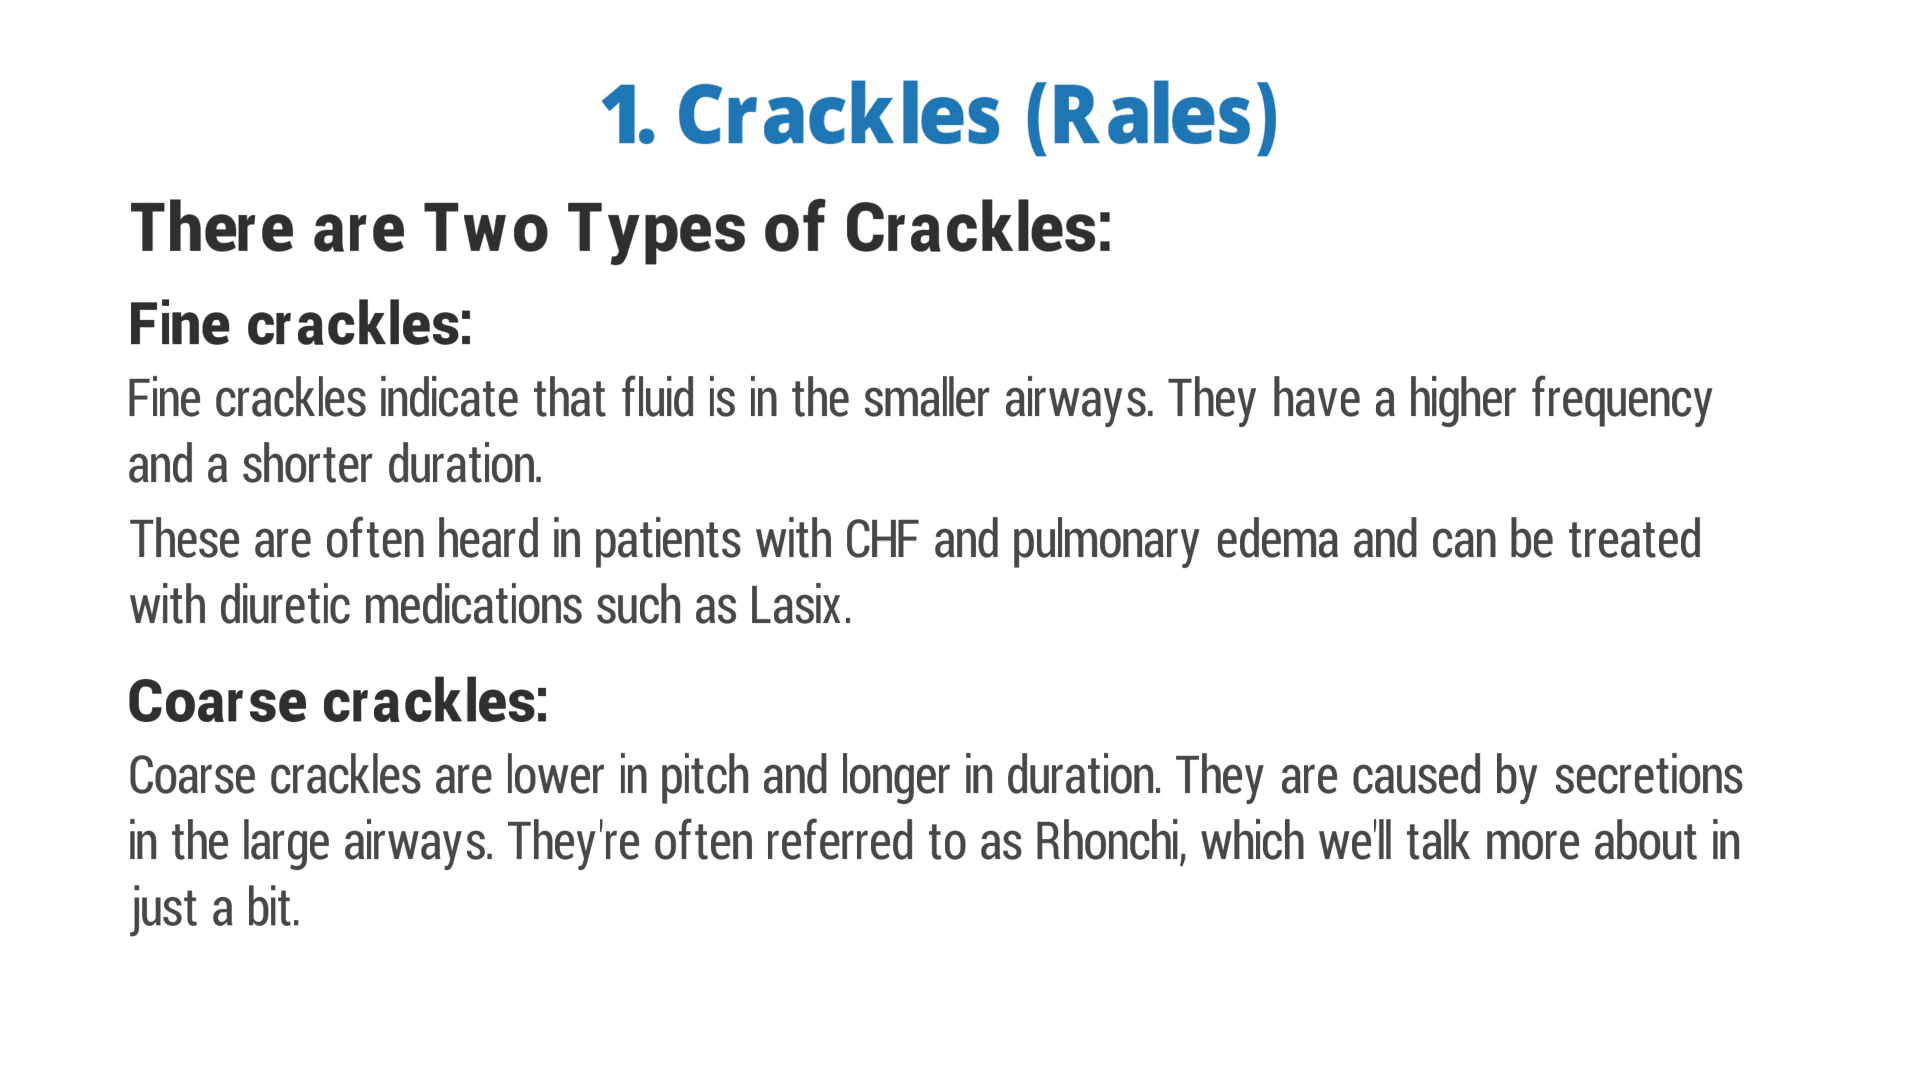 1. Crackles (Rales)
There are Two Types of Crackles:
Fine crackles:
Fine crackles indicate that fluid is in the smaller airways. They have a higher frequency
and a shorter duration.
These are often heard in patients with CHF and pulmonary edema and can be treated
with diuretic medications such as Lasix.
Coarse crackles:
Coarse crackles are lower in pitch and longer in duration. They are caused by secretions
in the large airways. They're often referred to as Rhonchi, which we'll talk more about in
just a bit.